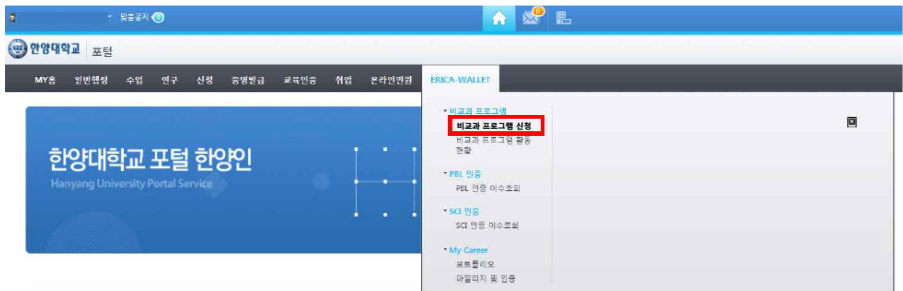 맞춤공지
한양대학교 포털
MY홈 일반행정 수업 연구 신청 증명발급 교육인증 취업 온라인민원 ERICA-WALLET
비교과 프로그램
비교과 프로그램 신청
비교과 프로그램 활동
현황
한양대학교 포털 한양인
Hanyang University Portal Service
PBL 인증
PBL 인증 이수조회
SCI 인증
SCI 인증 이수조회
My Career
포트폴리오
마일리지 및 인증